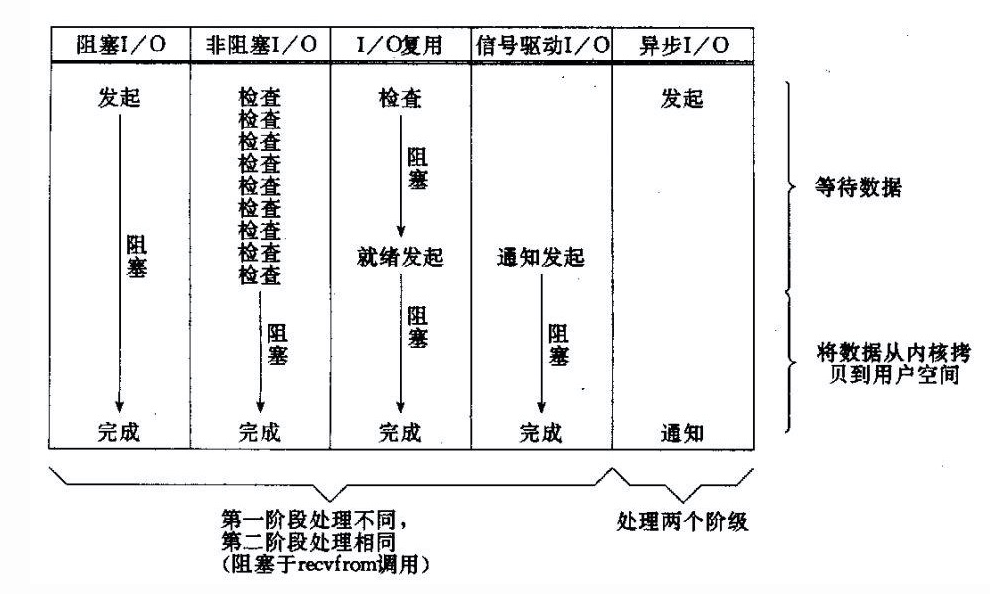 阻塞I/O 非阻塞I/O I/O复用 信号驱动I/O 异步I/O
发起 检查 检查 发起
检查
检查
检查
检查
检查
检查
检查
检查
阻塞
等待数据
阻塞
就绪发起 通知发起
阻塞
阻塞
阻塞
将数据从内核拷
贝到用户空间
完成 完成 完成 完成 通知
第一阶段处理不同，
第二阶段处理相同
（阻塞于recvfrom调用）
处理两个阶级